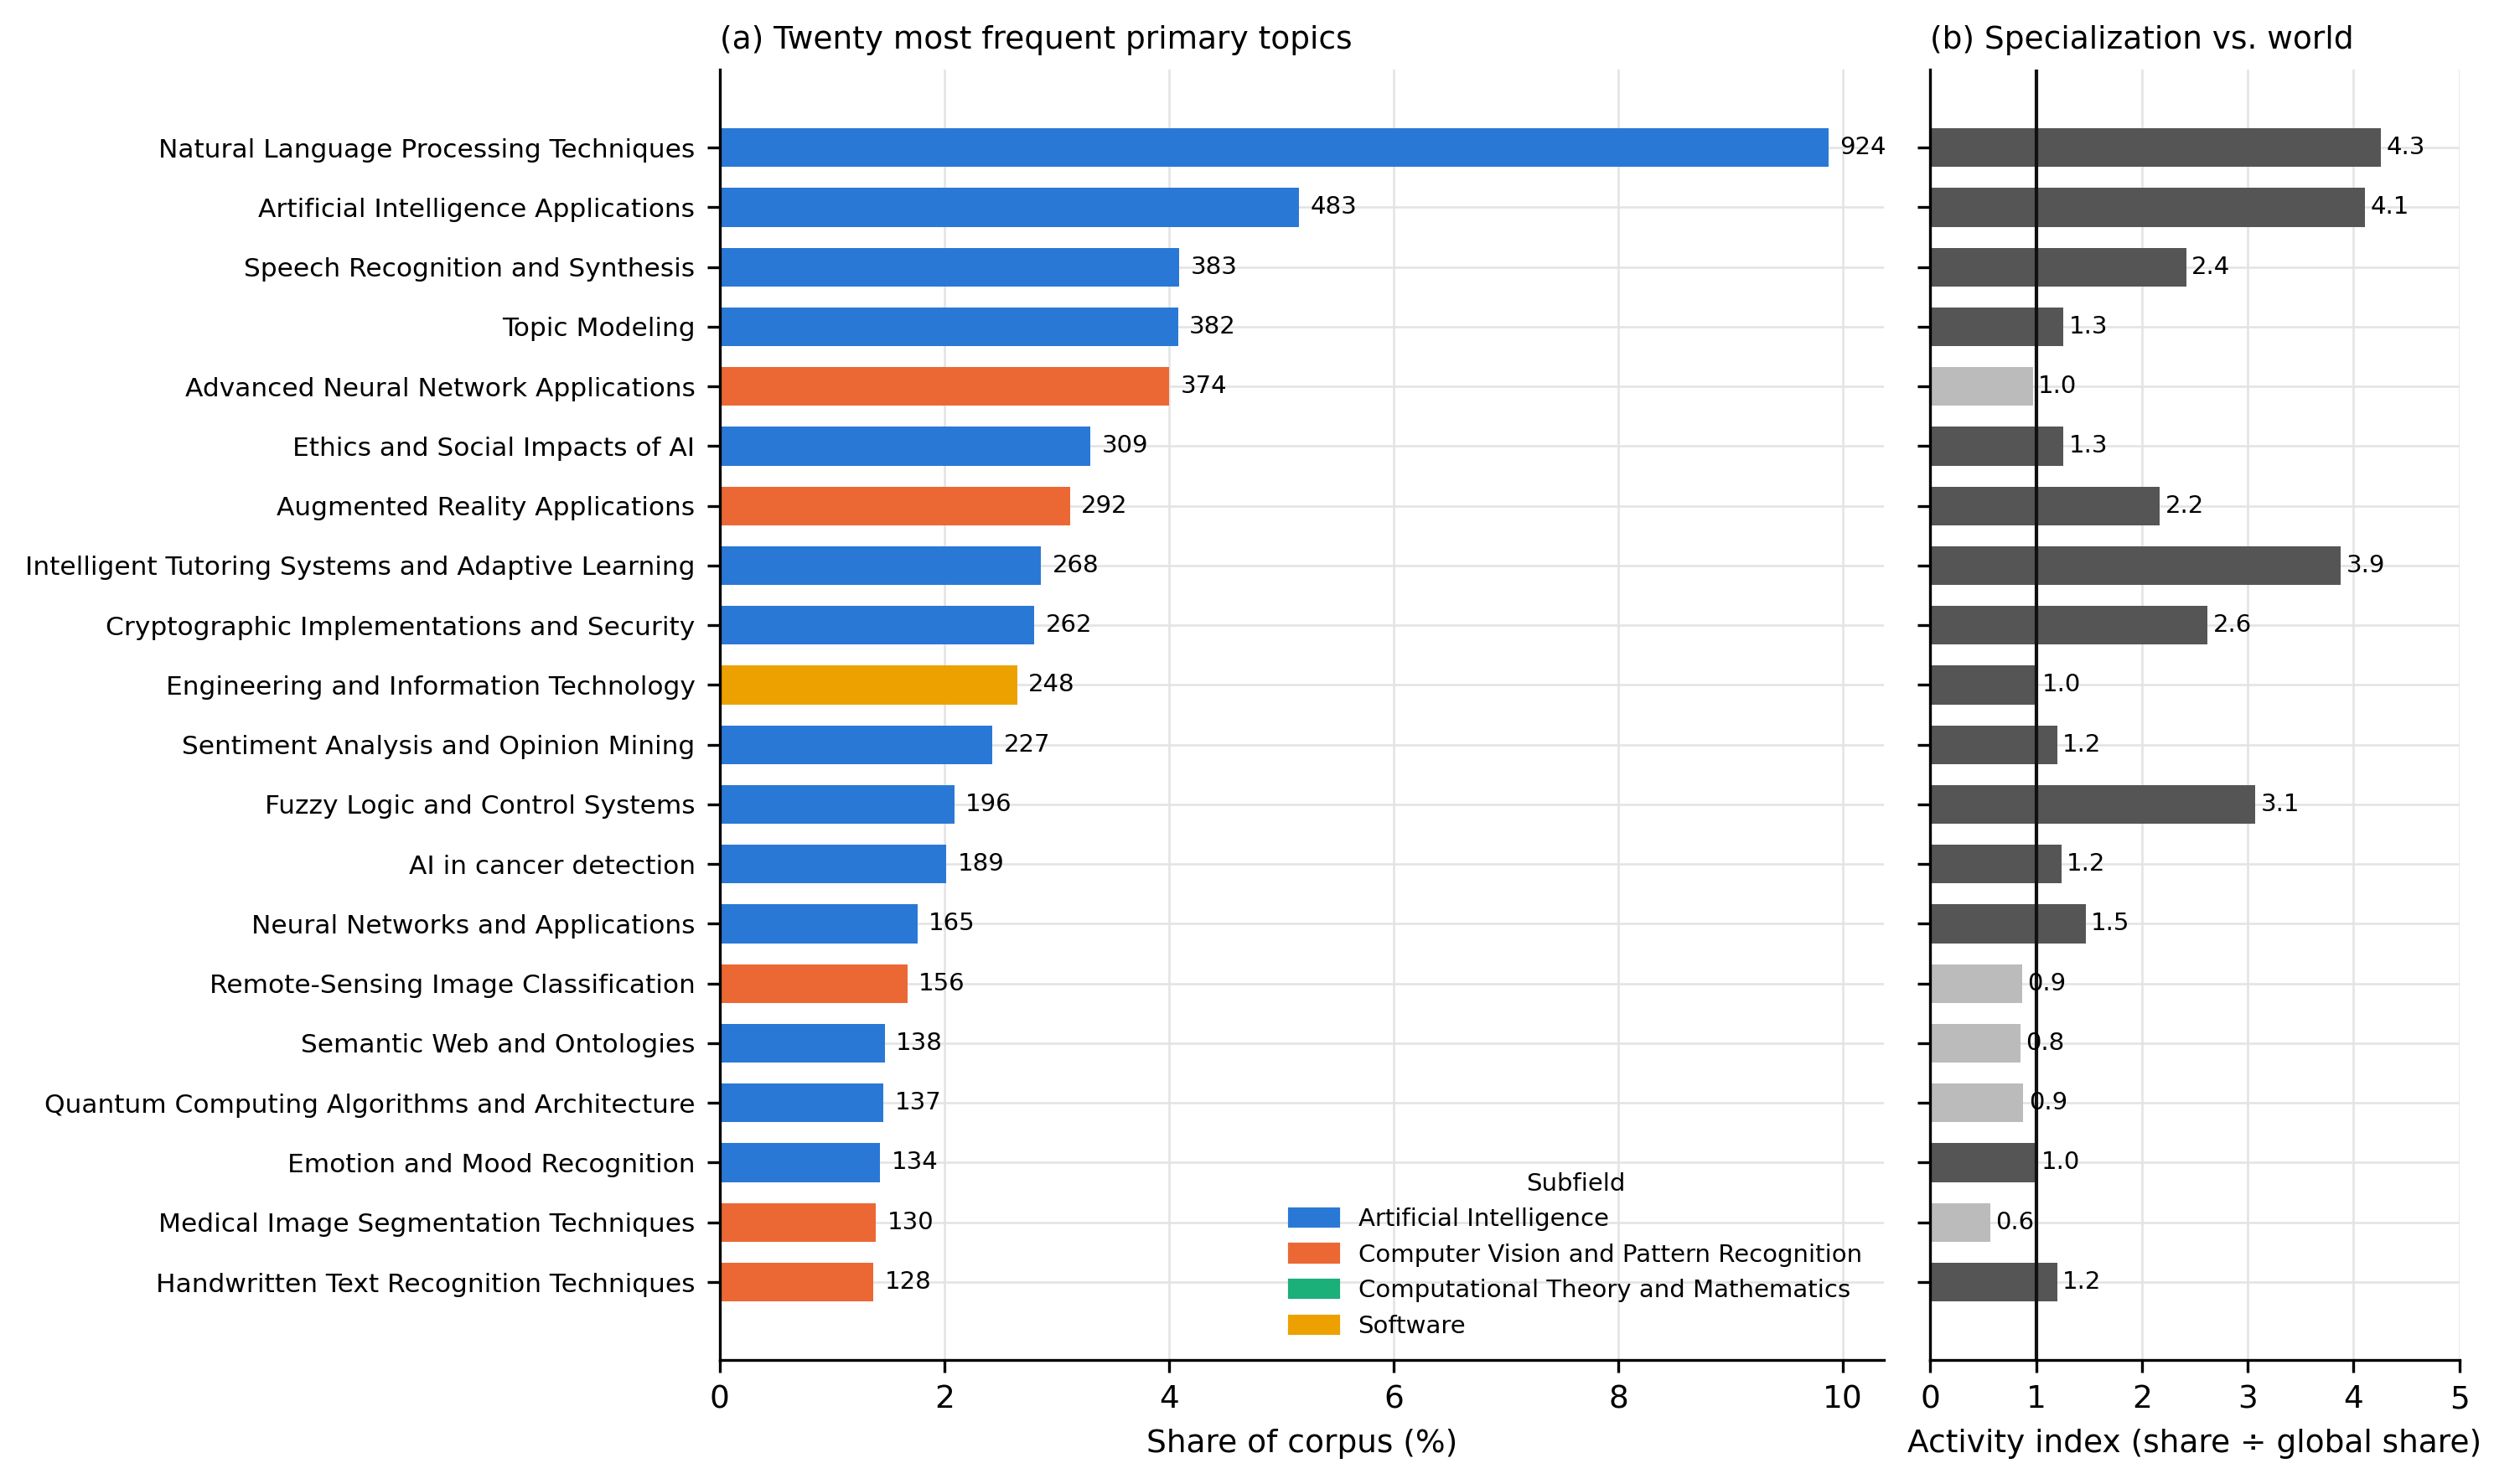 (a) Twenty most frequent primary topics
(b) Specialization vs. world
Natural Language Processing Techniques 924 4.3
Artificial Intelligence Applications 483 4.1
Speech Recognition and Synthesis 383 2.4
Topic Modeling 382 1.3
Advanced Neural Network Applications 374 1.0
Ethics and Social Impacts of AI 309 1.3
Augmented Reality Applications 292 2.2
Intelligent Tutoring Systems and Adaptive Learning 268 3.9
Cryptographic Implementations and Security 262 2.6
Engineering and Information Technology 248 1.0
Sentiment Analysis and Opinion Mining 227 1.2
Fuzzy Logic and Control Systems 196 3.1
AI in cancer detection 189 1.2
Neural Networks and Applications 165 1.5
Remote-Sensing Image Classification 156 0.9
Semantic Web and Ontologies 138 0.8
Quantum Computing Algorithms and Architecture 137 0.9
Emotion and Mood Recognition 134 1.0
Medical Image Segmentation Techniques 130 0.6
Handwritten Text Recognition Techniques 128 1.2
Subfield
Artificial Intelligence
Computer Vision and Pattern Recognition
Computational Theory and Mathematics
Software
0 2 4 6 8 10
0 1 2 3 4 5
Share of corpus (%)
Activity index (share ÷ global share)